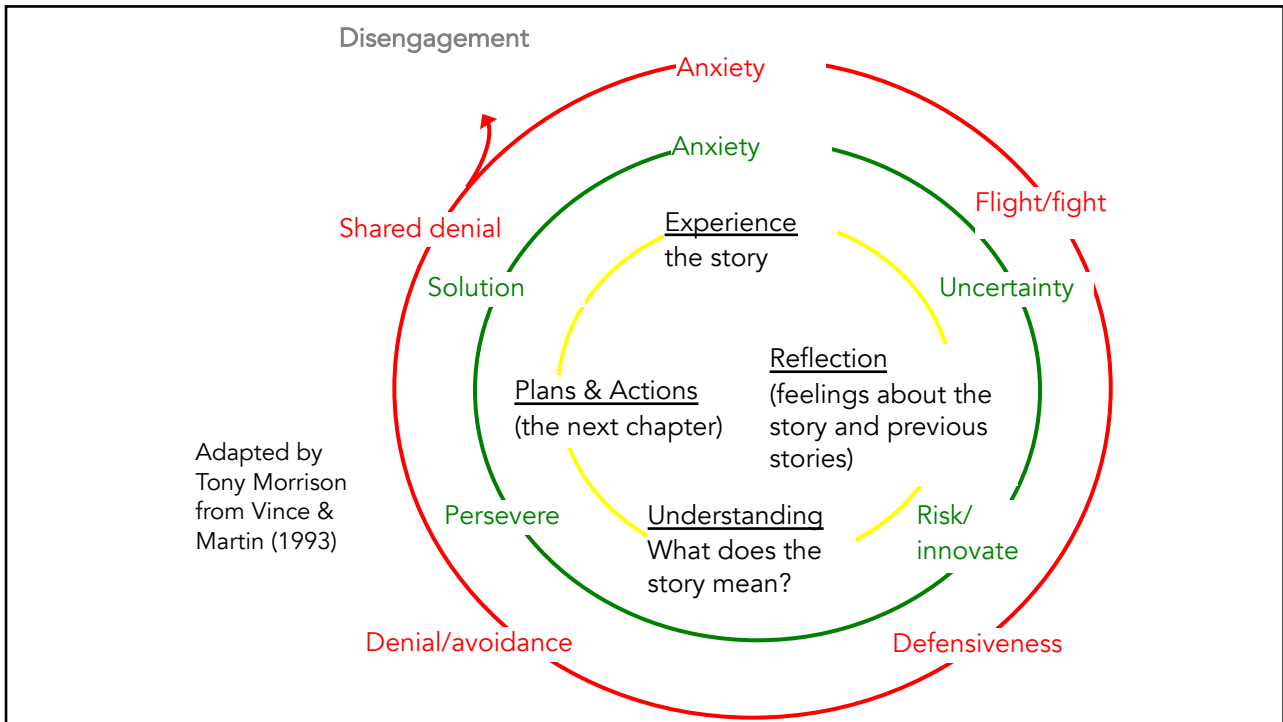 Disengagement
Anxiety
Anxiety
Flight/fight
Experience
the story
Shared denial
Solution
Uncertainty
Reflection
(feelings about the
story and previous
stories)
Plans & Actions
(the next chapter)
Adapted by
Tony Morrison
from Vince &
Martin (1993)
Persevere
Understanding
What does the
story mean?
Risk/
innovate
Denial/avoidance
Defensiveness